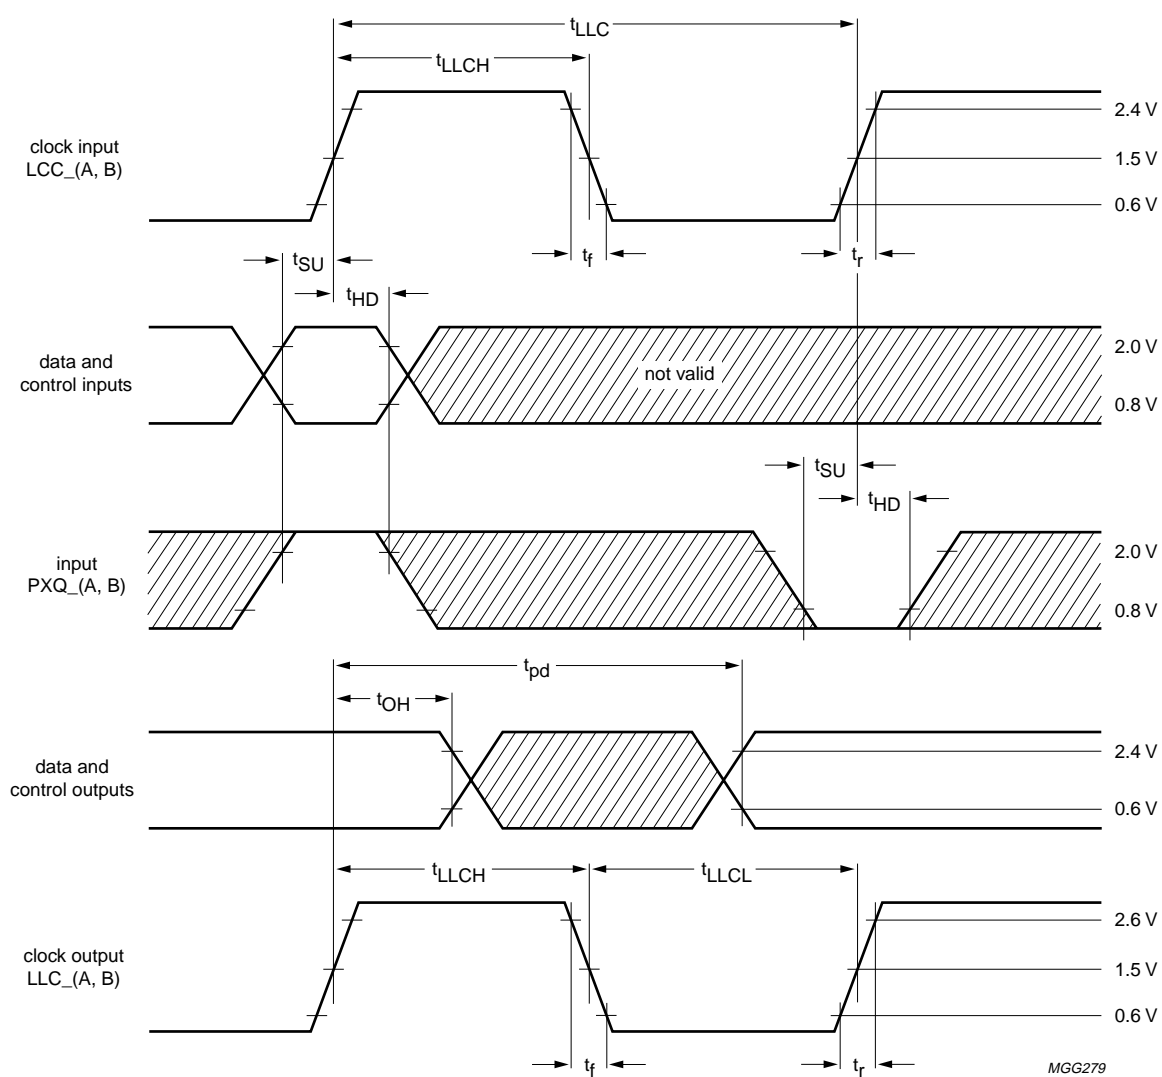 tLLC
tLLCH
2.4 V
clock input
LCC_(A, B)
1.5 V
0.6 V
tSU
tf
tr
tHD
data and
control inputs
not valid
2.0 V
0.8 V
tSU
tHD
input
PXQ_(A, B)
2.0 V
0.8 V
tpd
tOH
data and
control outputs
2.4 V
0.6 V
tLLCH
tLLCL
clock output
LLC_(A, B)
2.6 V
1.5 V
0.6 V
tf
tr
MGG279